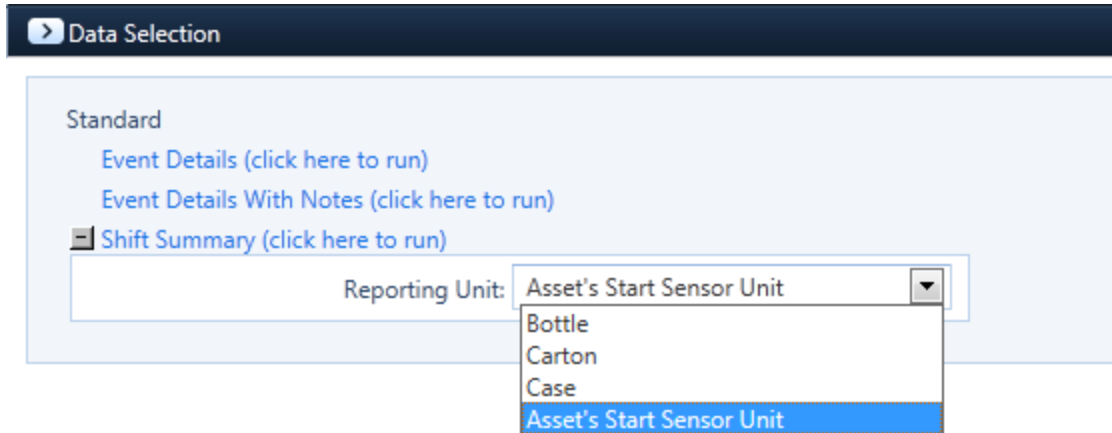 Data Selection
Standard
Event Details (click here to run)
Event Details With Notes (click here to run)
Shift Summary (click here to run)
Reporting Unit: Asset's Start Sensor Unit
Bottle
Carton
Case
Asset's Start Sensor Unit